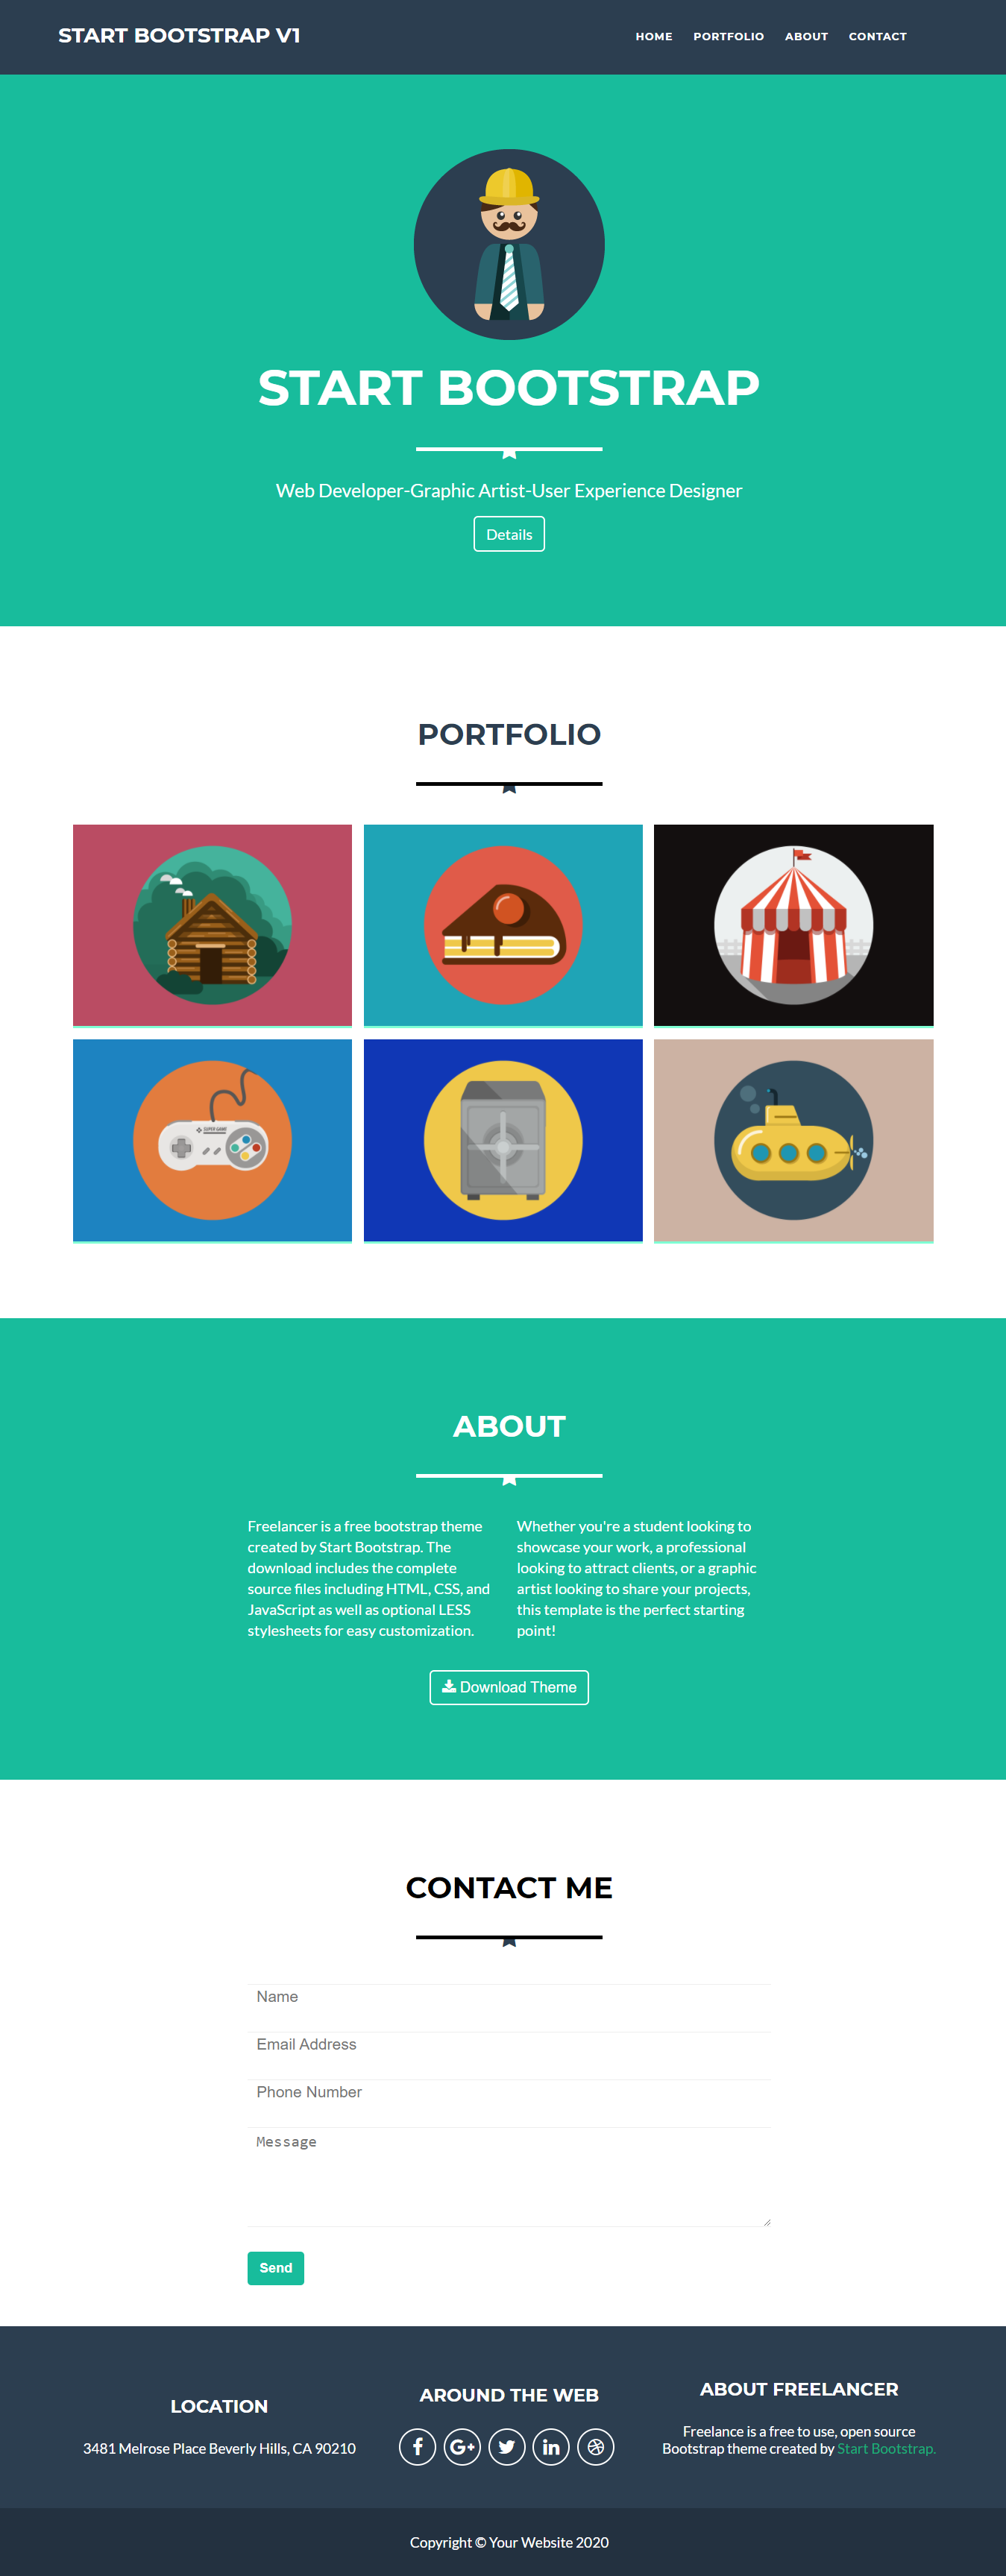 START BOOTSTRAP V1
HOME PORTFOLIO ABOUT CONTACT
START BOOTSTRAP
Web Developer-Graphic Artist-User Experience Designer
Details
PORTFOLIO
SUPER GAME
ABOUT
Freelancer is a free bootstrap theme
created by Start Bootstrap. The
download includes the complete
source files including HTML, CSS, and
JavaScript as well as optional LESS
stylesheets for easy customization.
Whether you're a student looking to
showcase your work, a professional
looking to attract clients, or a graphic
artist looking to share your projects,
this template is the perfect starting
point!
Download Theme
CONTACT ME
Name
Email Address
Phone Number
Message
Send
LOCATION
3481 Melrose Place Beverly Hills, CA 90210
AROUND THE WEB
ABOUT FREELANCER
Freelance is a free to use, open source
Bootstrap theme created by Start Bootstrap.
Copyright © Your Website 2020